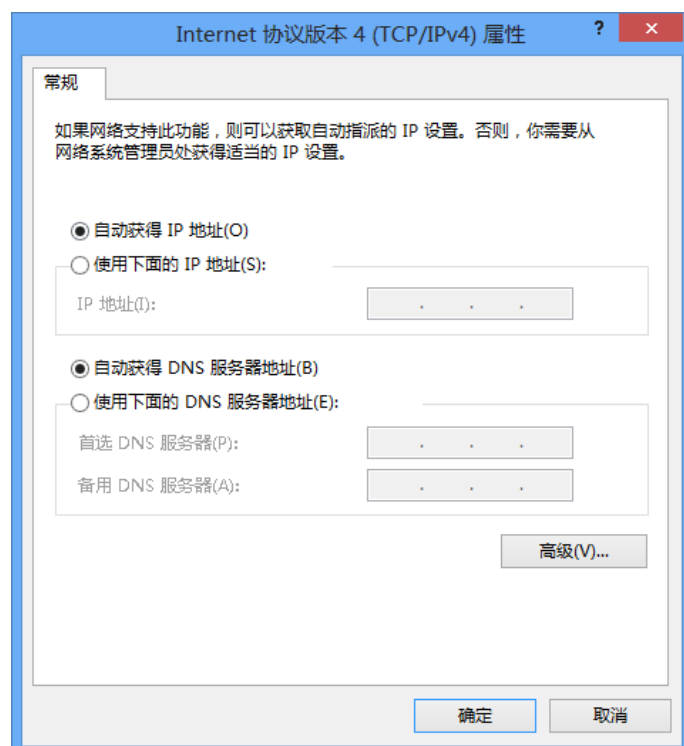 Internet 协议版本 4 (TCP/IPv4) 属性
?
×
常规
如果网络支持此功能，则可以获取自动指派的 IP 设置。否则，你需要从
网络系统管理员处获得适当的 IP 设置。
自动获得 IP 地址(O)
使用下面的 IP 地址(S):
IP 地址(I):
. . .
自动获得 DNS 服务器地址(B)
使用下面的 DNS 服务器地址(E):
首选 DNS 服务器(P):
. . .
备用 DNS 服务器(A):
. . .
高级(V)...
确定
取消